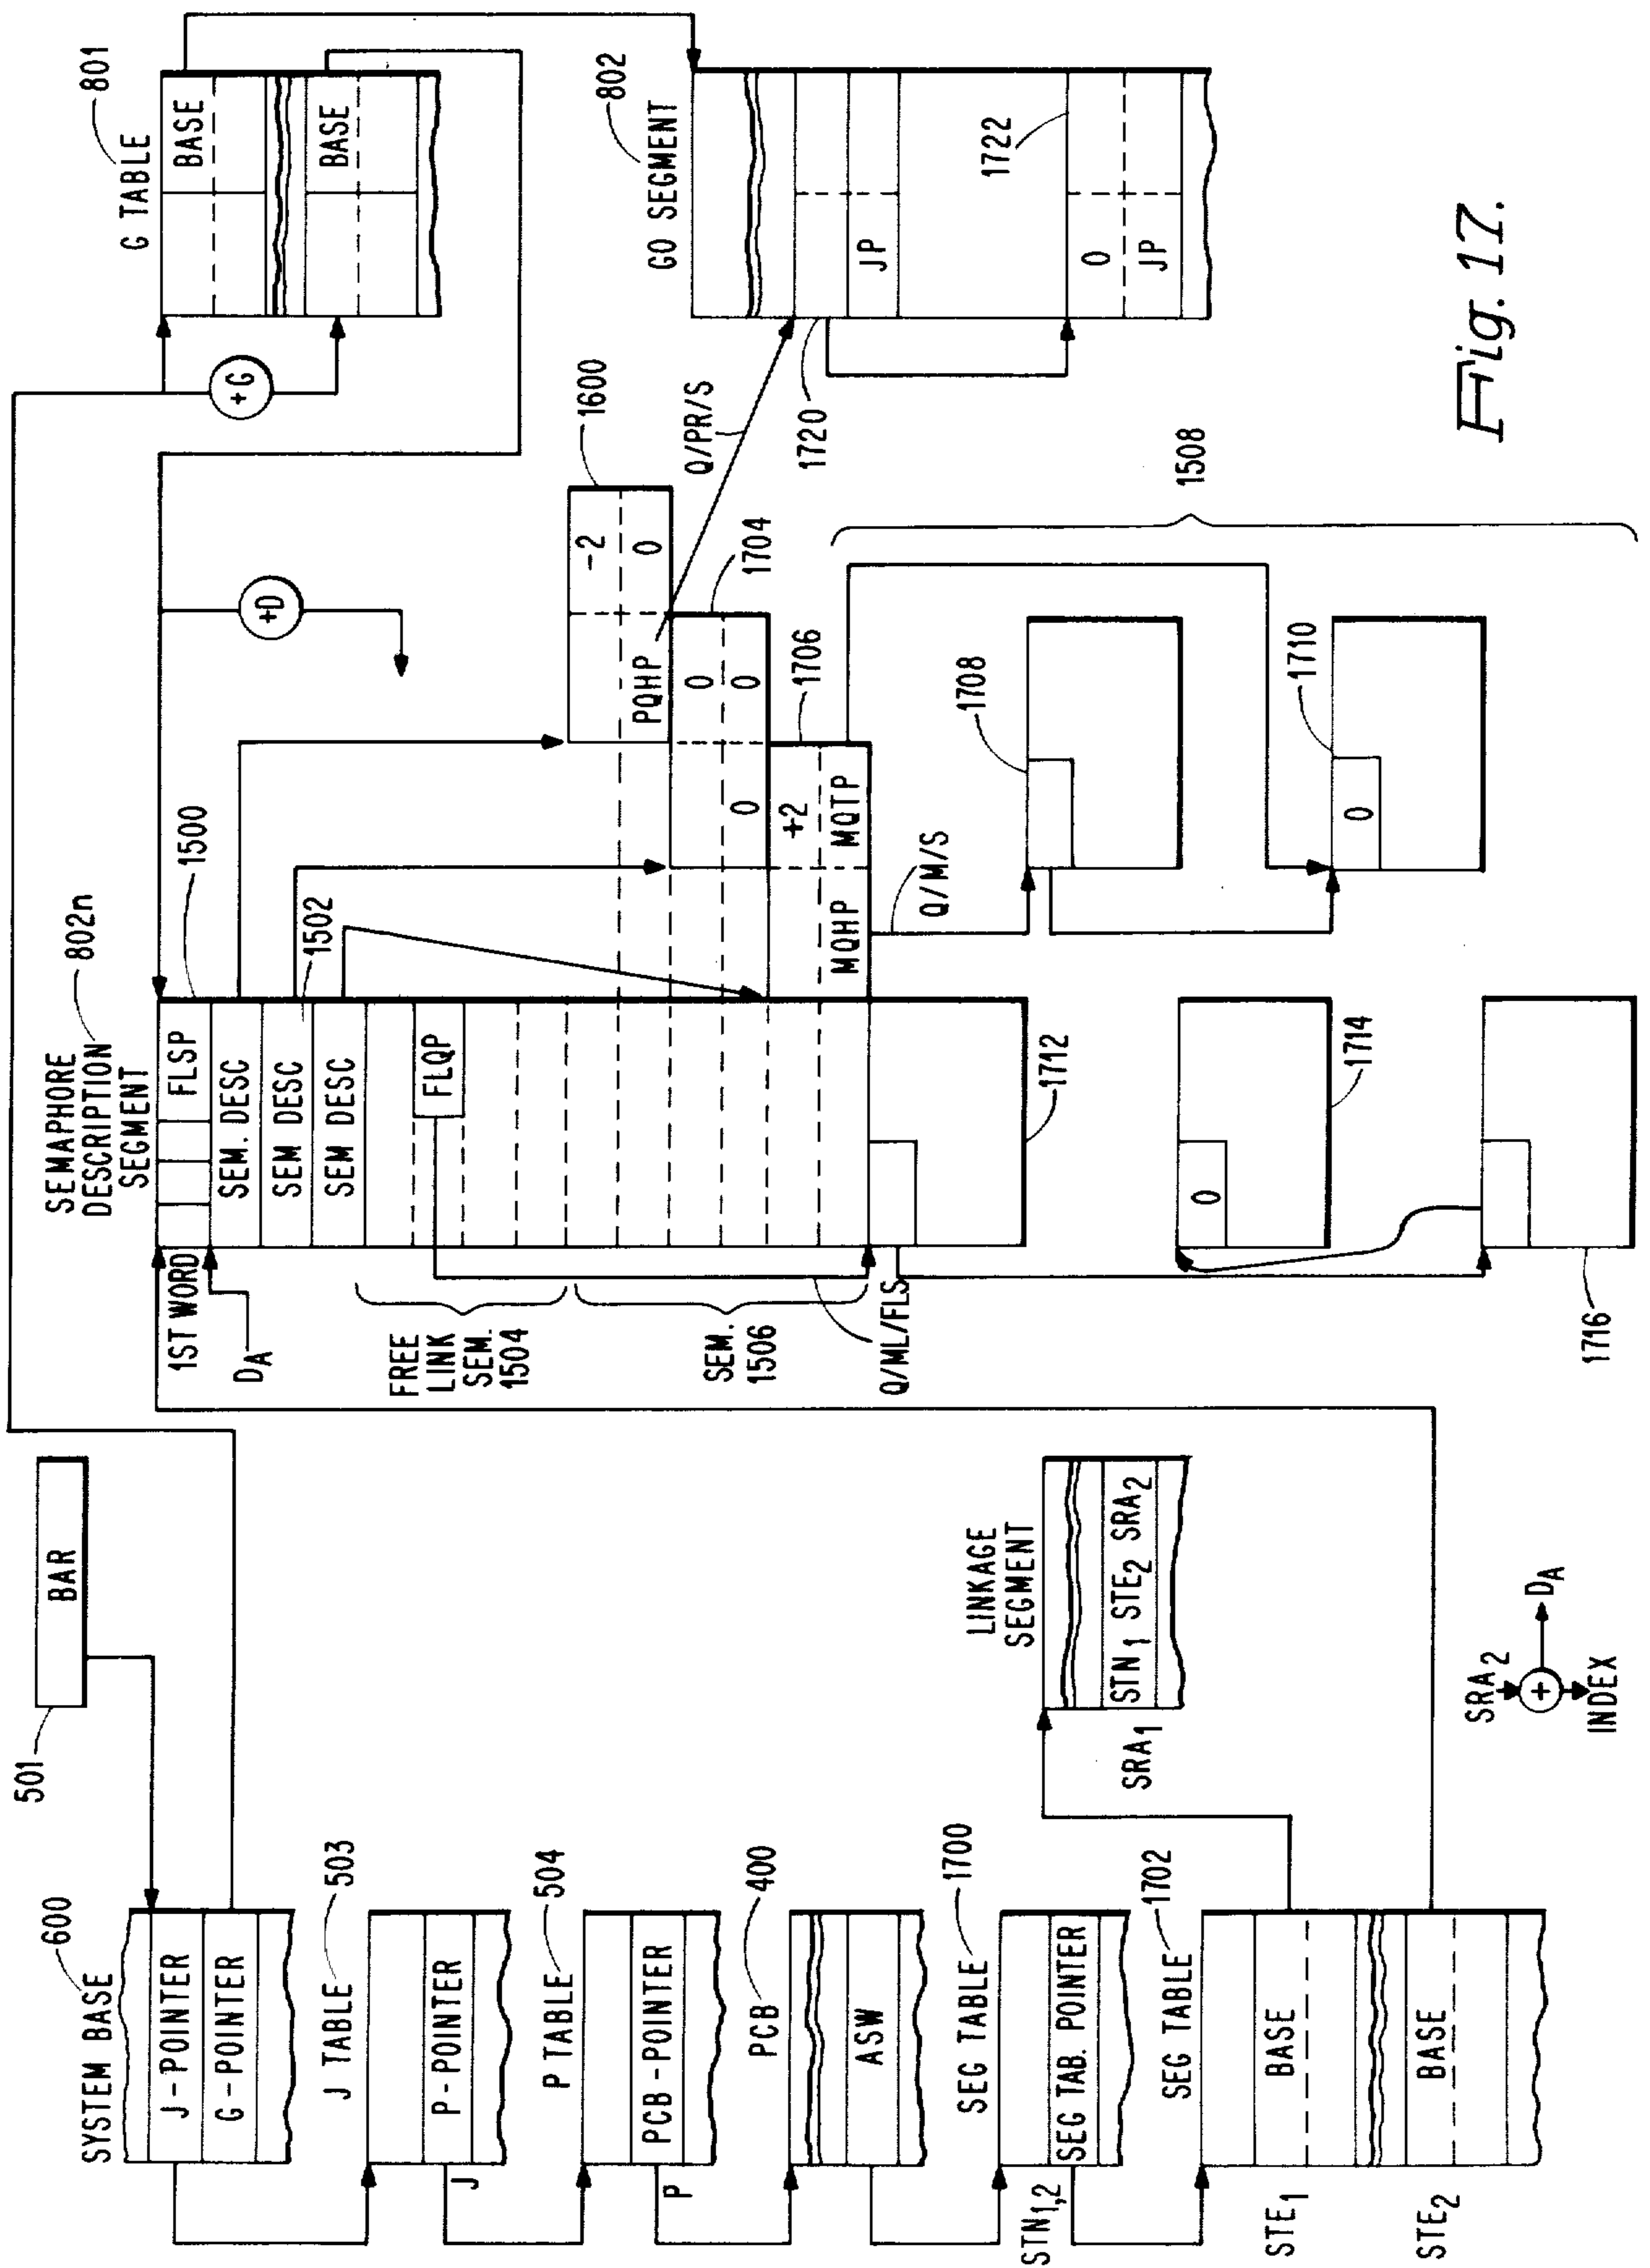 501
BAR
600
SYSTEM BASE
J-POINTER
G-POINTER
J TABLE
503
P-POINTER
J
P TABLE
504
PCB-POINTER
P
PCB
400
ASW
SEG TABLE
1700
STN1,2
SEG TAB. POINTER
SEG TABLE
1702
BASE
STE1
BASE
STE2
LINKAGE
SEGMENT
STN1 STE2 SRA2
SRA1
SRA2
+
DA
INDEX
SEMAPHORE
DESCRIPTION
SEGMENT
802n
1500
1ST WORD
FLSP
DA
SEM. DESC
SEM DESC
SEM DESC
1502
FREE
LINK
SEM.
1504
FLQP
SEM.
1506
Q/ML/FLS
1712
0
1714
1716
+D
1600
-2
PQHP
0
1704
0
0
0
1706
+2
MQHP
MQTP
Q/M/S
1708
1710
0
1508
Q/PR/S
G TABLE
801
BASE
BASE
+G
GO SEGMENT
802
1720
JP
1722
0
JP
Fig. 17.